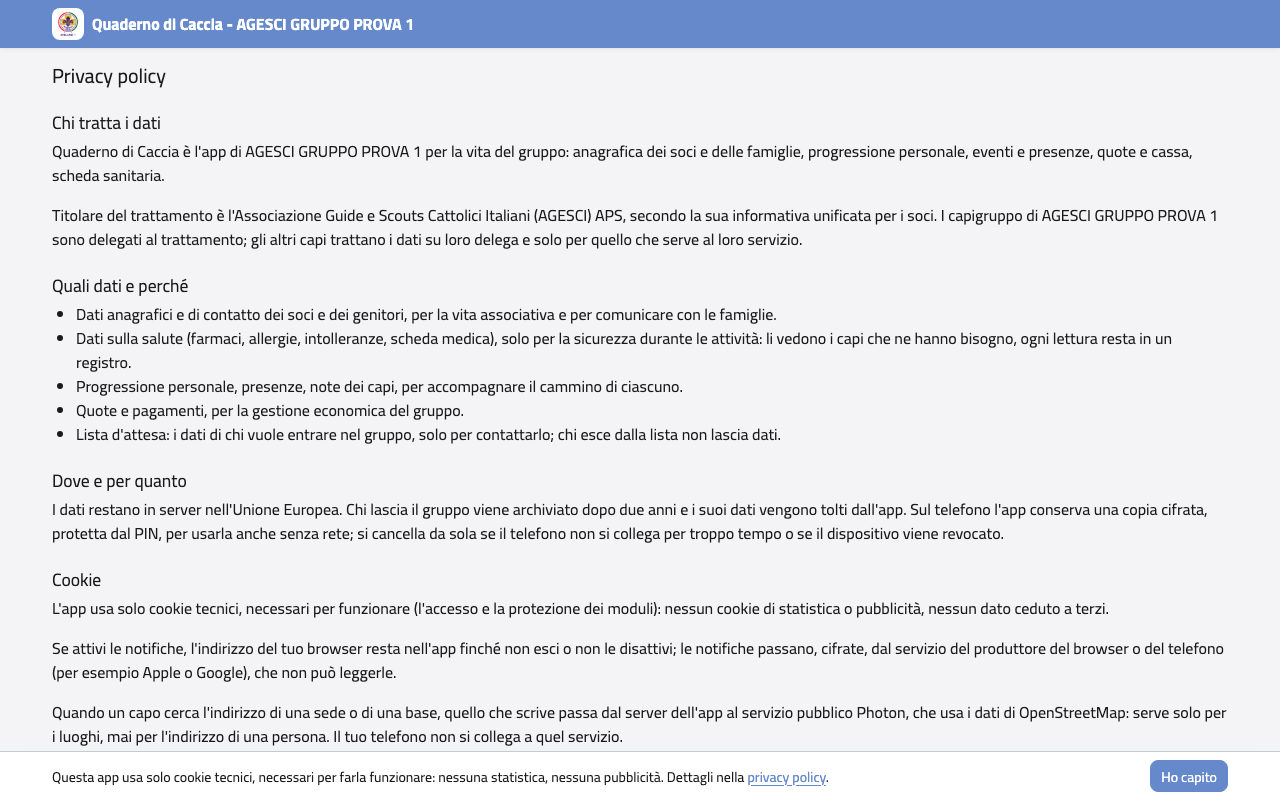 Quaderno di Caccia - AGESCI GRUPPO PROVA 1
Privacy policy
Chi tratta i dati
Quaderno di Caccia è l'app di AGESCI GRUPPO PROVA 1 per la vita del gruppo: anagrafica dei soci e delle famiglie, progressione personale, eventi e presenze, quote e cassa,
scheda sanitaria.
Titolare del trattamento è l'Associazione Guide e Scouts Cattolici Italiani (AGESCI) APS, secondo la sua informativa unificata per i soci. I capigruppo di AGESCI GRUPPO PROVA 1
sono delegati al trattamento; gli altri capi trattano i dati su loro delega e solo per quello che serve al loro servizio.
Quali dati e perché
• Dati anagrafici e di contatto dei soci e dei genitori, per la vita associativa e per comunicare con le famiglie.
• Dati sulla salute (farmaci, allergie, intolleranze, scheda medica), solo per la sicurezza durante le attività: li vedono i capi che ne hanno bisogno, ogni lettura resta in un
registro.
• Progressione personale, presenze, note dei capi, per accompagnare il cammino di ciascuno.
• Quote e pagamenti, per la gestione economica del gruppo.
• Lista d'attesa: i dati di chi vuole entrare nel gruppo, solo per contattarlo; chi esce dalla lista non lascia dati.
Dove e per quanto
I dati restano in server nell'Unione Europea. Chi lascia il gruppo viene archiviato dopo due anni e i suoi dati vengono tolti dall'app. Sul telefono l'app conserva una copia cifrata,
protetta dal PIN, per usarla anche senza rete; si cancella da sola se il telefono non si collega per troppo tempo o se il dispositivo viene revocato.
Cookie
L'app usa solo cookie tecnici, necessari per funzionare (l'accesso e la protezione dei moduli): nessun cookie di statistica o pubblicità, nessun dato ceduto a terzi.
Se attivi le notifiche, l'indirizzo del tuo browser resta nell'app finché non esci o non le disattivi; le notifiche passano, cifrate, dal servizio del produttore del browser o del telefono
(per esempio Apple o Google), che non può leggerle.
Quando un capo cerca l'indirizzo di una sede o di una base, quello che scrive passa dal server dell'app al servizio pubblico Photon, che usa i dati di OpenStreetMap: serve solo per
i luoghi, mai per l'indirizzo di una persona. Il tuo telefono non si collega a quel servizio.
Questa app usa solo cookie tecnici, necessari per farla funzionare: nessuna statistica, nessuna pubblicità. Dettagli nella privacy policy.
Ho capito